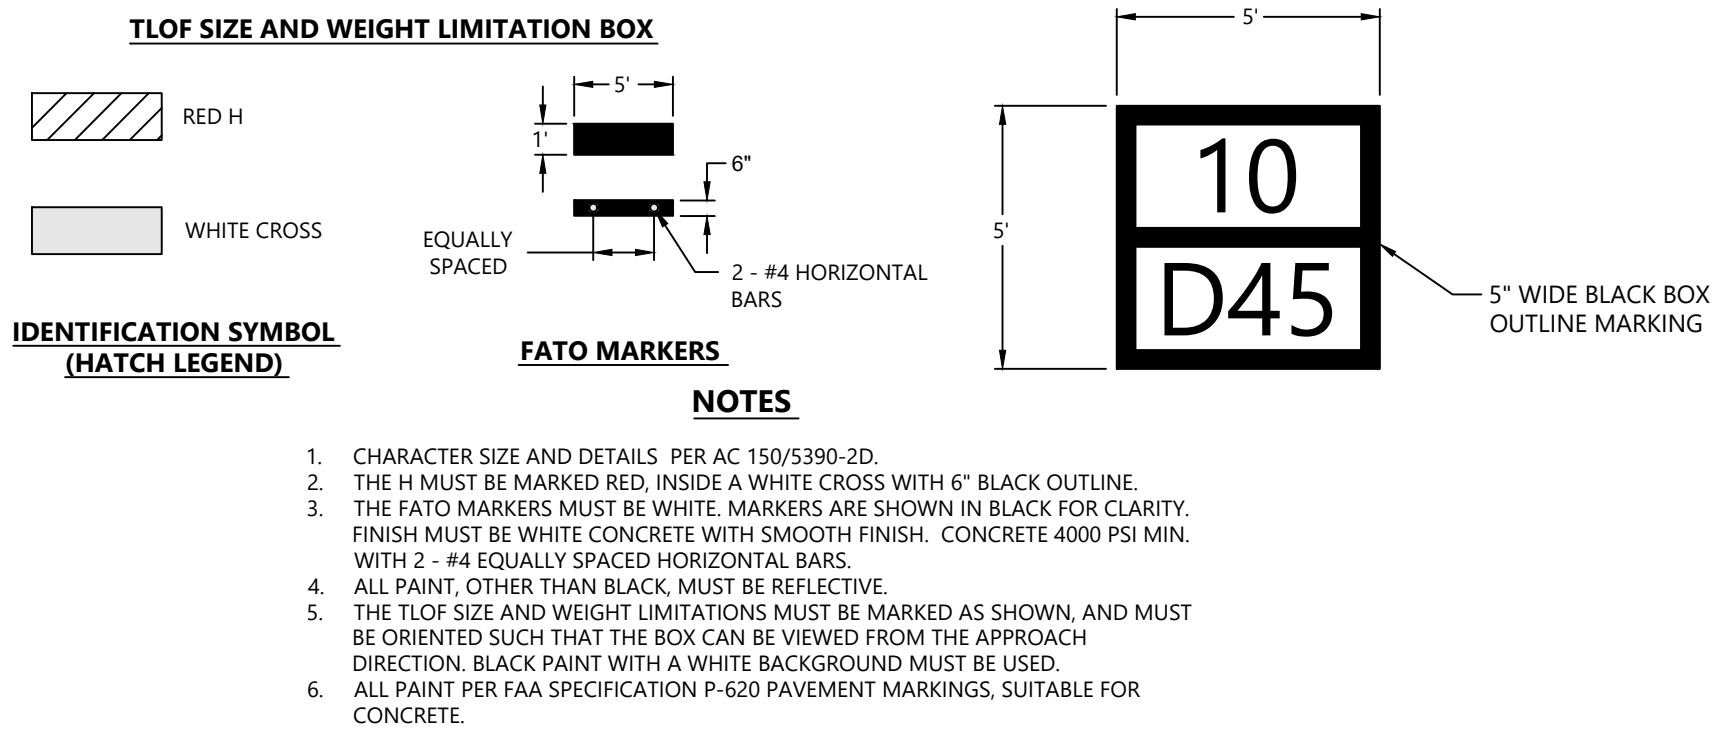 TLOF SIZE AND WEIGHT LIMITATION BOX
RED H
WHITE CROSS
IDENTIFICATION SYMBOL
(HATCH LEGEND)
5'
1'
6"
EQUALLY
SPACED
2 - #4 HORIZONTAL
BARS
FATO MARKERS
5'
5'
10
D45
5" WIDE BLACK BOX
OUTLINE MARKING
NOTES
1. CHARACTER SIZE AND DETAILS PER AC 150/5390-2D.
2. THE H MUST BE MARKED RED, INSIDE A WHITE CROSS WITH 6" BLACK OUTLINE.
3. THE FATO MARKERS MUST BE WHITE. MARKERS ARE SHOWN IN BLACK FOR CLARITY.
FINISH MUST BE WHITE CONCRETE WITH SMOOTH FINISH. CONCRETE 4000 PSI MIN.
WITH 2 - #4 EQUALLY SPACED HORIZONTAL BARS.
4. ALL PAINT, OTHER THAN BLACK, MUST BE REFLECTIVE.
5. THE TLOF SIZE AND WEIGHT LIMITATIONS MUST BE MARKED AS SHOWN, AND MUST
BE ORIENTED SUCH THAT THE BOX CAN BE VIEWED FROM THE APPROACH
DIRECTION. BLACK PAINT WITH A WHITE BACKGROUND MUST BE USED.
6. ALL PAINT PER FAA SPECIFICATION P-620 PAVEMENT MARKINGS, SUITABLE FOR
CONCRETE.